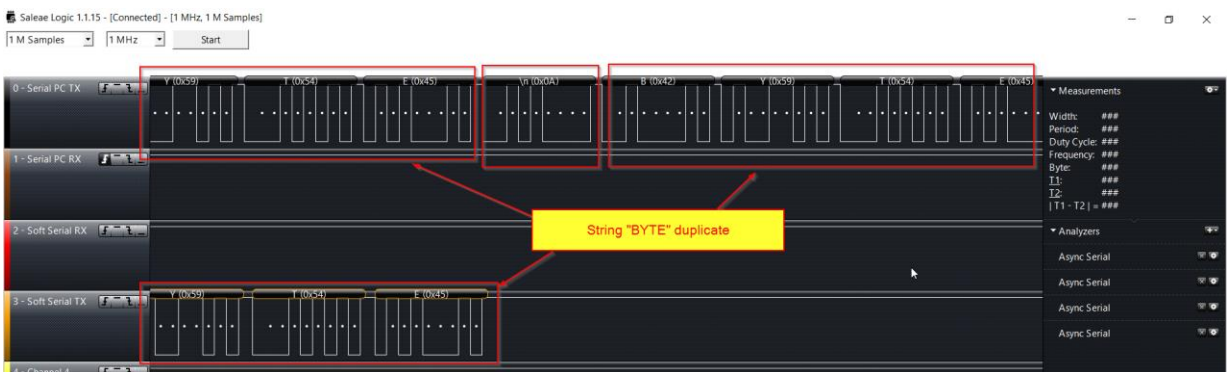 Saleae Logic 1.1.15 - [Connected] - [1 MHz, 1 M Samples]
1 M Samples 1 MHz Start
0 - Serial PC TX Y (0x59) T (0x54) E (0x45) \n (0x0A) B (0x42) Y (0x59) T (0x54) E (0x45)
1 - Serial PC RX
2 - Soft Serial RX
String "BYTE" duplicate
3 - Soft Serial TX Y (0x59) T (0x54) E (0x45)
4 - Channel 4
Measurements
Width: ###
Period: ###
Duty Cycle: ###
Frequency: ###
Byte: ###
T1: ###
T2: ###
| T1 - T2 | = ###
Analyzers
Async Serial
Async Serial
Async Serial
Async Serial